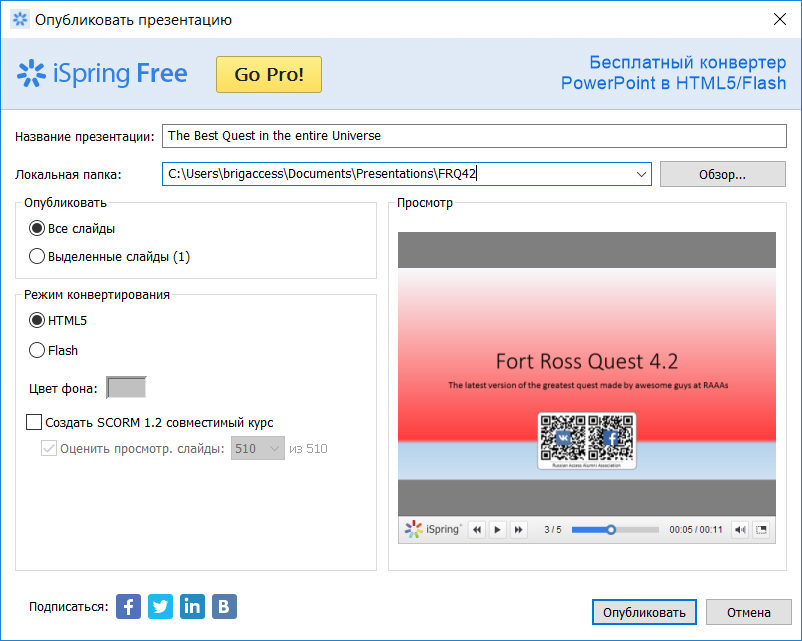 Опубликовать презентацию
iSpring Free
Go Pro!
Бесплатный конвертер
PowerPoint в HTML5/Flash
Название презентации:
The Best Quest in the entire Universe
Локальная папка:
C:\Users\brigaccess\Documents\Presentations\FRQ42
Обзор...
Опубликовать
Все слайды
Выделенные слайды (1)
Режим конвертирования
HTML5
Flash
Цвет фона:
Создать SCORM 1.2 совместимый курс
Оценить просмотр. слайды:
510
из 510
Просмотр
Fort Ross Quest 4.2
The latest version of the greatest quest made by awesome guys at RAAAs
Russian Access Alumni Association
iSpring
3 / 5
00:05 / 00:11
Подписаться:
Опубликовать
Отмена